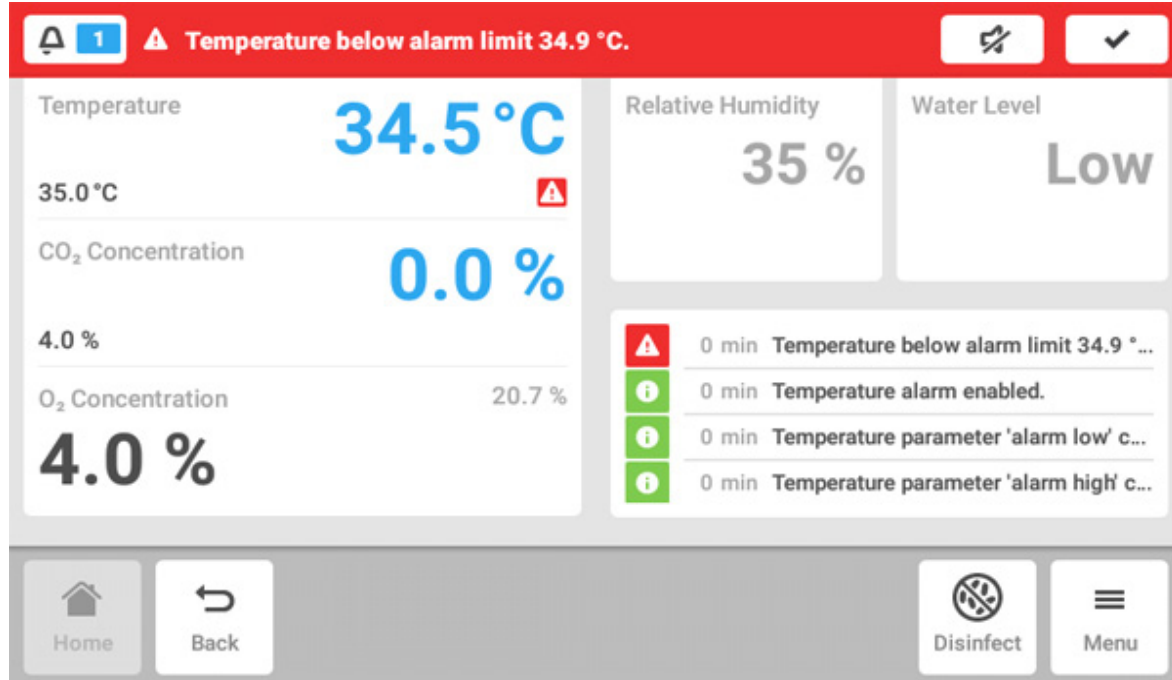 1 Temperature below alarm limit 34.9 °C.
Temperature
34.5 °C
35.0 °C
CO₂ Concentration
0.0 %
4.0 %
O₂ Concentration
20.7 %
4.0 %
Relative Humidity
35 %
Water Level
Low
0 min Temperature below alarm limit 34.9 °...
0 min Temperature alarm enabled.
0 min Temperature parameter 'alarm low' c...
0 min Temperature parameter 'alarm high' c...
Home
Back
Disinfect
Menu